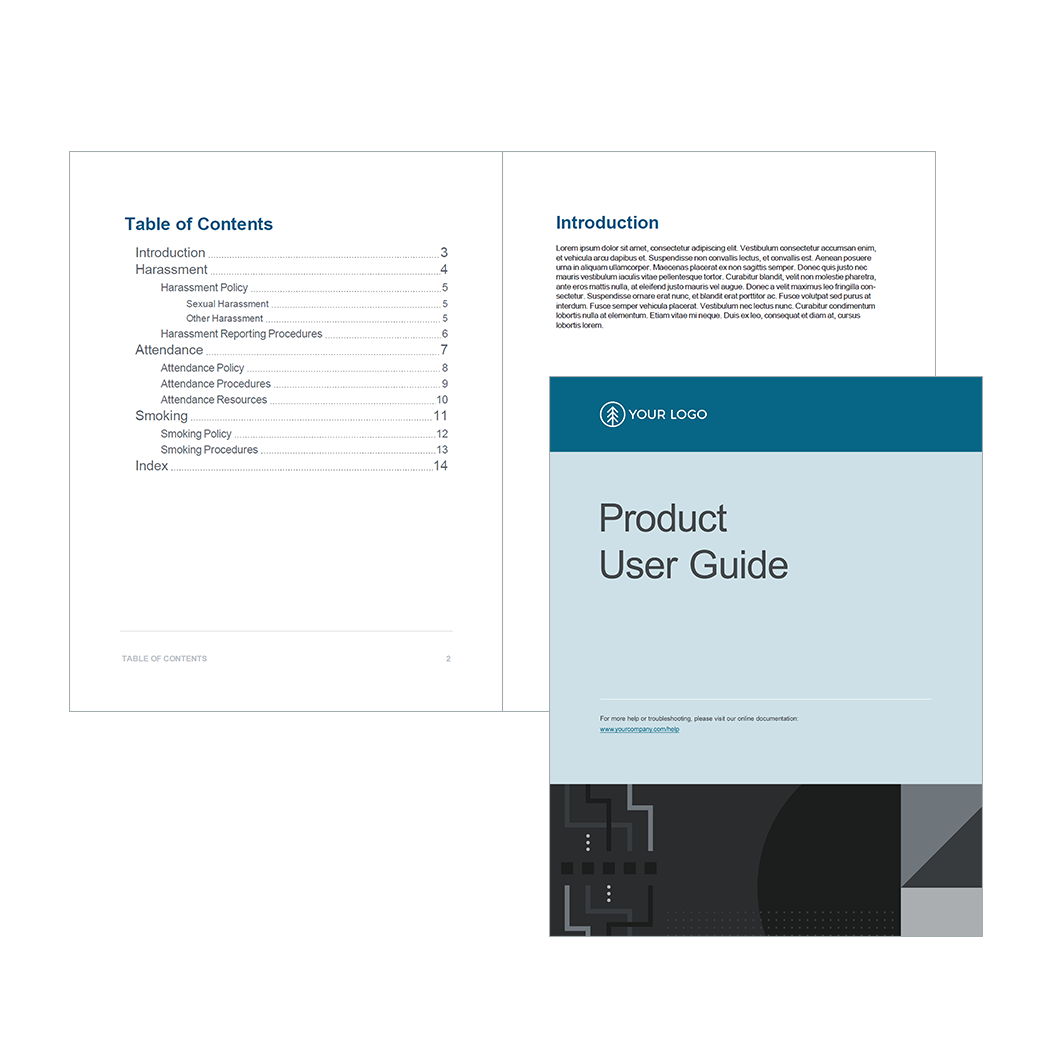 Table of Contents
Introduction 3
Harassment 4
Harassment Policy 5
Sexual Harassment 5
Other Harassment 5
Harassment Reporting Procedures 6
Attendance 7
Attendance Policy 8
Attendance Procedures 9
Attendance Resources 10
Smoking 11
Smoking Policy 12
Smoking Procedures 13
Index 14
TABLE OF CONTENTS 2
Introduction
Lorem ipsum dolor sit amet, consectetur adipiscing elit. Vestibulum consectetur accumsan enim,
et vehicula arcu dapibus et. Suspendisse non convallis lectus, et convallis est. Aenean posuere
urna in aliquam ullamcorper. Maecenas placerat ex non sagittis semper. Donec quis justo nec
mauris vestibulum iaculis vitae pellentesque tortor. Curabitur blandit, velit non molestie pharetra,
ante eros mattis nulla, at eleifend justo mauris vel augue. Donec a velit maximus leo fringilla con-
sectetur. Suspendisse ornare erat nunc, et blandit erat porttitor ac. Fusce volutpat sed purus at
interdum. Fusce semper vehicula placerat. Vestibulum nec lectus nunc. Curabitur condimentum
lobortis nulla at elementum. Etiam vitae mi neque. Duis ex leo, consequat et diam at, cursus
lobortis lorem.
YOUR LOGO
Product
User Guide
For more help or troubleshooting, please visit our online documentation:
www.yourcompany.com/help